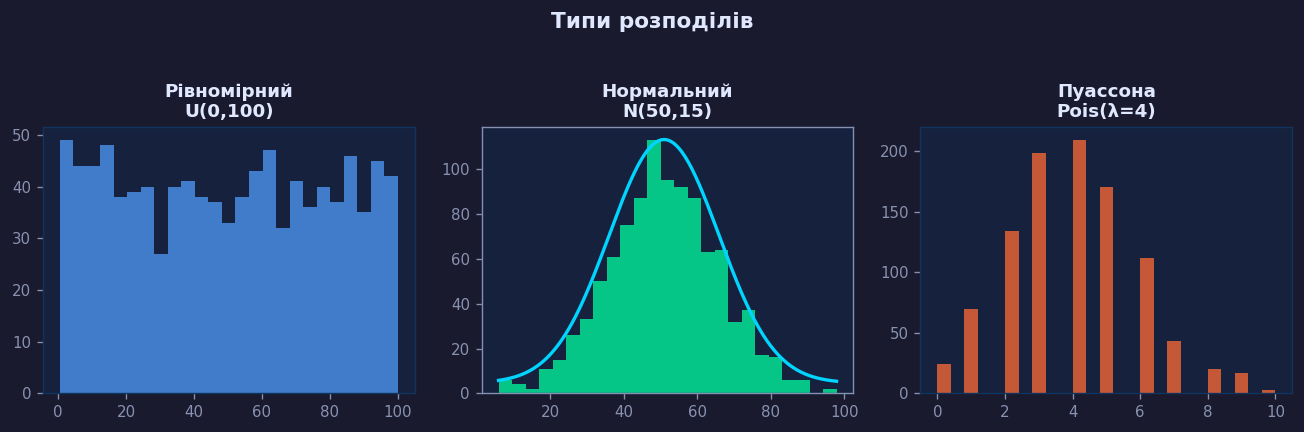 Типи розподілів
Рівномірний
U(0,100)
50
40
30
20
10
0
0 20 40 60 80 100
Нормальний
N(50,15)
100
80
60
40
20
0
20 40 60 80 100
Пуассона
Pois(λ=4)
200
150
100
50
0
0 2 4 6 8 10